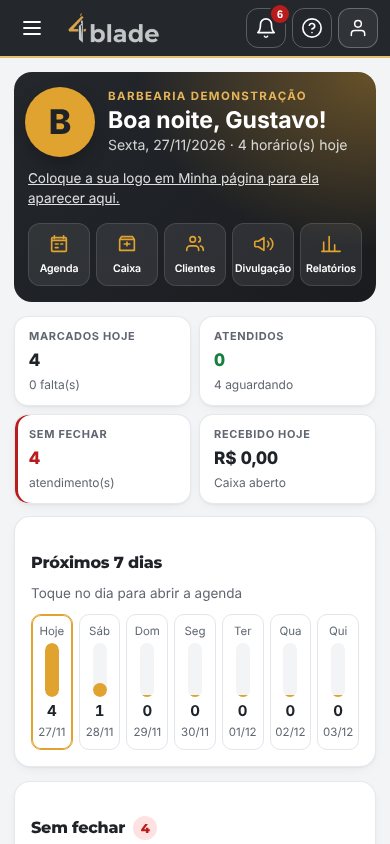 4blade
6
B
BARBEARIA DEMONSTRAÇÃO
Boa noite, Gustavo!
Sexta, 27/11/2026 · 4 horário(s) hoje
Coloque a sua logo em Minha página para ela
aparecer aqui.
Agenda
Caixa
Clientes
Divulgação
Relatórios
MARCADOS HOJE
4
0 falta(s)
ATENDIDOS
0
4 aguardando
SEM FECHAR
4
atendimento(s)
RECEBIDO HOJE
R$ 0,00
Caixa aberto
Próximos 7 dias
Toque no dia para abrir a agenda
Hoje
4
27/11
Sáb
1
28/11
Dom
0
29/11
Seg
0
30/11
Ter
0
01/12
Qua
0
02/12
Qui
0
03/12
Sem fechar 4